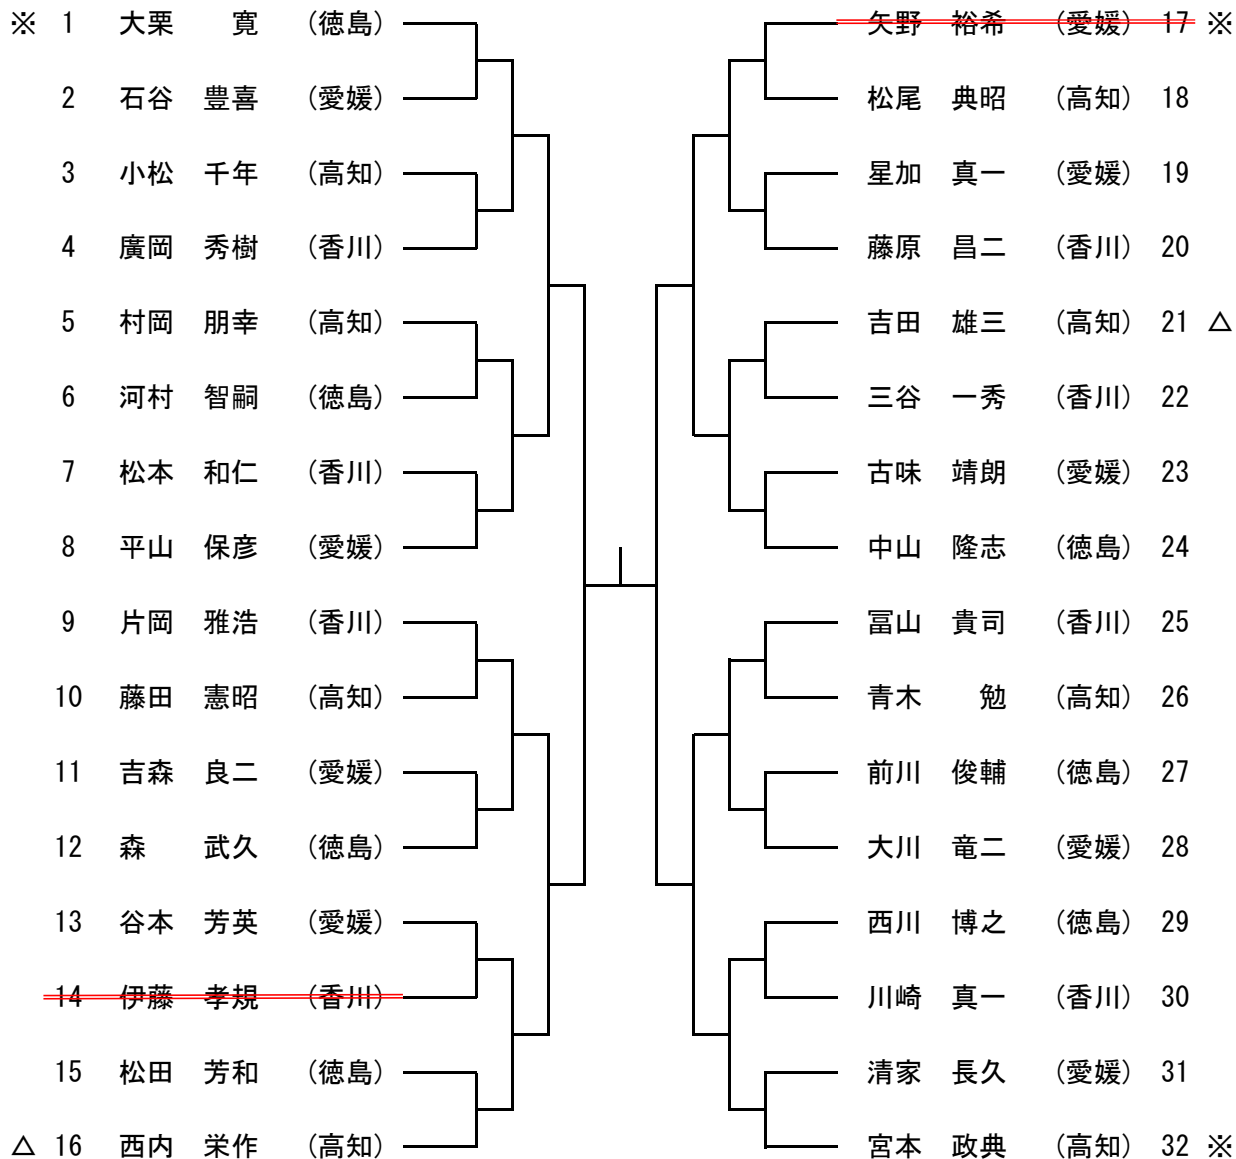 ※ 1 大栗 寛 (徳島)
2 石谷 豊喜 (愛媛)
3 小松 千年 (高知)
4 廣岡 秀樹 (香川)
5 村岡 朋幸 (高知)
6 河村 智嗣 (徳島)
7 松本 和仁 (香川)
8 平山 保彦 (愛媛)
9 片岡 雅浩 (香川)
10 藤田 憲昭 (高知)
11 吉森 良二 (愛媛)
12 森 武久 (徳島)
13 谷本 芳英 (愛媛)
14 伊藤 孝規 (香川)
15 松田 芳和 (徳島)
△ 16 西内 栄作 (高知)
矢野 裕希 (愛媛) 17 ※
松尾 典昭 (高知) 18
星加 真一 (愛媛) 19
藤原 昌二 (香川) 20
吉田 雄三 (高知) 21 △
三谷 一秀 (香川) 22
古味 靖朗 (愛媛) 23
中山 隆志 (徳島) 24
冨山 貴司 (香川) 25
青木 勉 (高知) 26
前川 俊輔 (徳島) 27
大川 竜二 (愛媛) 28
西川 博之 (徳島) 29
川崎 真一 (香川) 30
清家 長久 (愛媛) 31
宮本 政典 (高知) 32 ※